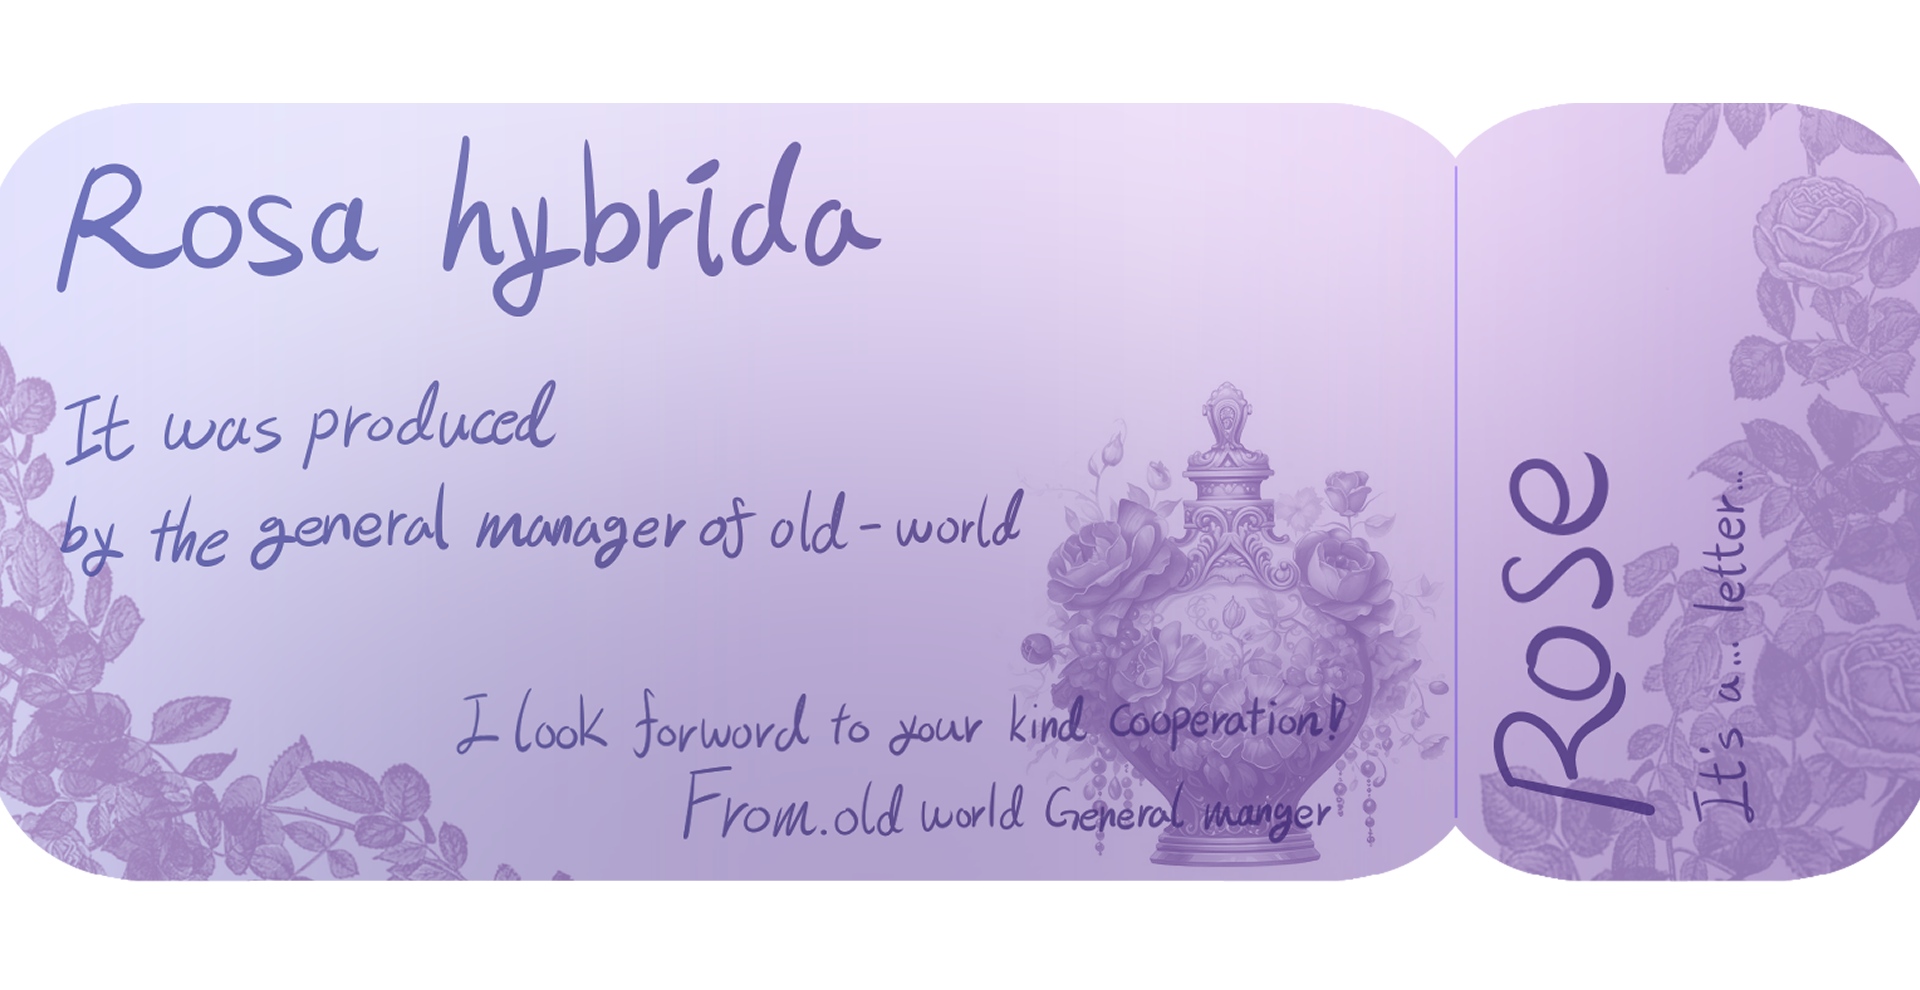 Rosa hybrida
It was produced
by the general manager of old-world
I look forword to your kind Cooperation!
From.old world General manger
Rose
It's a... letter...